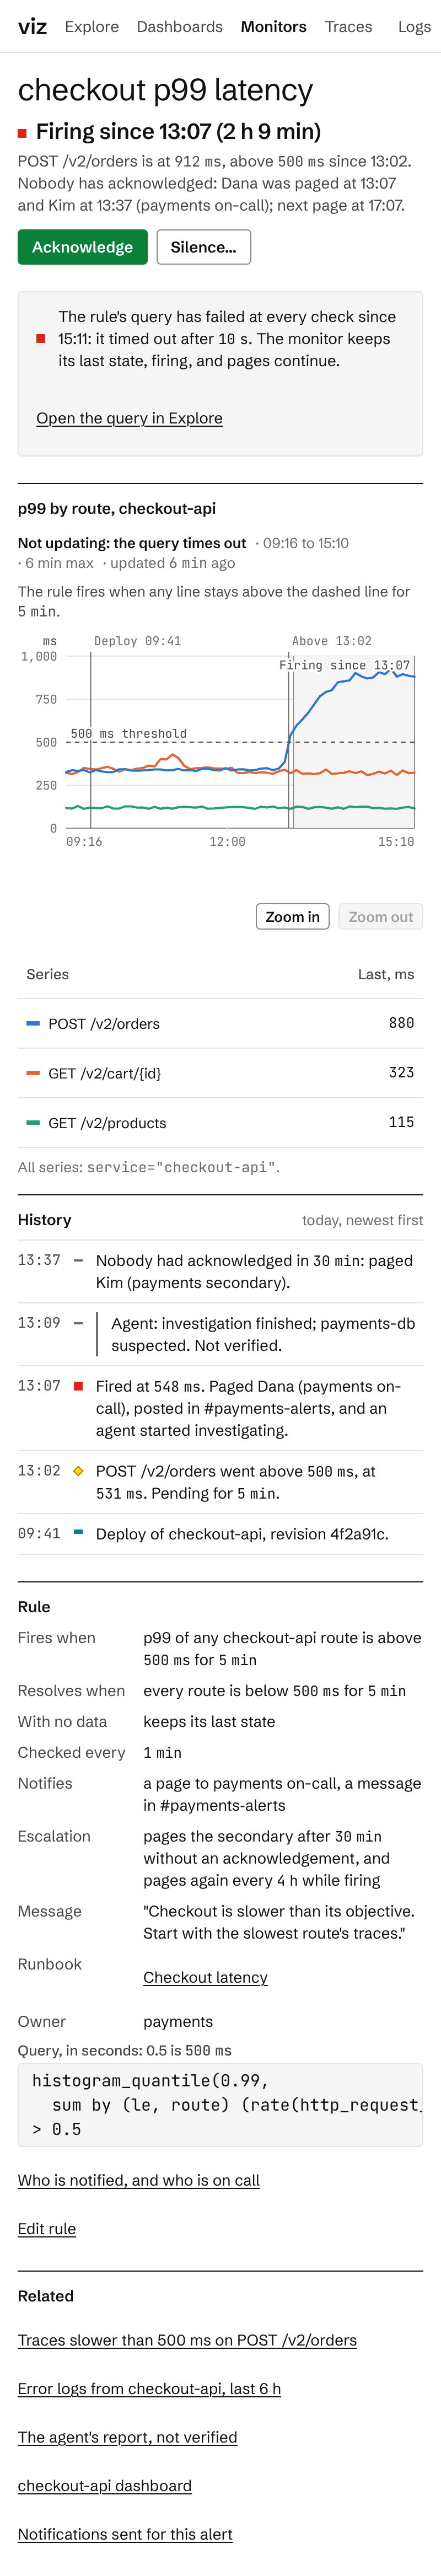 viz Explore Dashboards Monitors Traces Logs
checkout p99 latency
Firing since 13:07 (2 h 9 min)
POST /v2/orders is at 912 ms, above 500 ms since 13:02.
Nobody has acknowledged: Dana was paged at 13:07
and Kim at 13:37 (payments on-call); next page at 17:07.
Acknowledge Silence...
The rule's query has failed at every check since
15:11: it timed out after 10 s. The monitor keeps
its last state, firing, and pages continue.
Open the query in Explore
p99 by route, checkout-api
Not updating: the query times out · 09:16 to 15:10
· 6 min max · updated 6 min ago
The rule fires when any line stays above the dashed line for
5 min.
ms Deploy 09:41 Above 13:02
1,000 Firing since 13:07
750
500 500 ms threshold
250
0
09:16 12:00 15:10
Zoom in Zoom out
Series Last, ms
POST /v2/orders 880
GET /v2/cart/{id} 323
GET /v2/products 115
All series: service="checkout-api".
History today, newest first
13:37 Nobody had acknowledged in 30 min: paged
Kim (payments secondary).
13:09 Agent: investigation finished; payments-db
suspected. Not verified.
13:07 Fired at 548 ms. Paged Dana (payments on-
call), posted in #payments-alerts, and an
agent started investigating.
13:02 POST /v2/orders went above 500 ms, at
531 ms. Pending for 5 min.
09:41 Deploy of checkout-api, revision 4f2a91c.
Rule
Fires when p99 of any checkout-api route is above
500 ms for 5 min
Resolves when every route is below 500 ms for 5 min
With no data keeps its last state
Checked every 1 min
Notifies a page to payments on-call, a message
in #payments-alerts
Escalation pages the secondary after 30 min
without an acknowledgement, and
pages again every 4 h while firing
Message "Checkout is slower than its objective.
Start with the slowest route's traces."
Runbook Checkout latency
Owner payments
Query, in seconds: 0.5 is 500 ms
histogram_quantile(0.99,
sum by (le, route) (rate(http_request_
> 0.5
Who is notified, and who is on call
Edit rule
Related
Traces slower than 500 ms on POST /v2/orders
Error logs from checkout-api, last 6 h
The agent's report, not verified
checkout-api dashboard
Notifications sent for this alert